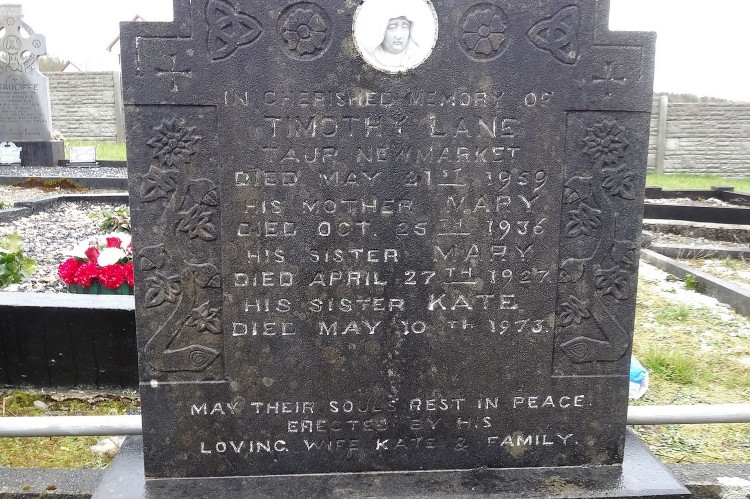 IN CHERISHED MEMORY OF
TIMOTHY LANE
TAUR NEWMARKET
DIED MAY 21ST 1959
HIS MOTHER MARY
DIED OCT. 25TH 1936
HIS SISTER MARY
DIED APRIL 27TH 1927
HIS SISTER KATE
DIED MAY 10TH 1973.
MAY THEIR SOULS REST IN PEACE.
ERECTED BY HIS
LOVING WIFE KATE & FAMILY.